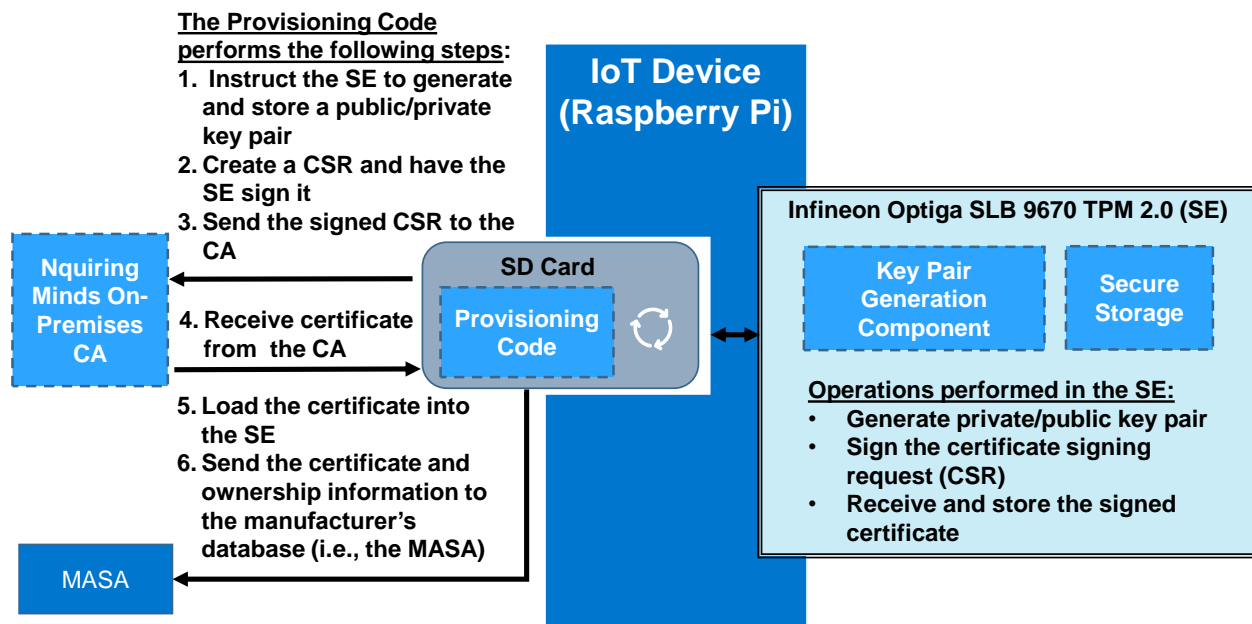 The Provisioning Code
performs the following steps:
1. Instruct the SE to generate
and store a public/private
key pair
2. Create a CSR and have the
SE sign it
3. Send the signed CSR to the
CA
4. Receive certificate
from the CA
5. Load the certificate into
the SE
6. Send the certificate and
ownership information to
the manufacturer's
database (i.e., the MASA)
Nquiring
Minds On-
Premises
CA
MASA
IoT Device
(Raspberry Pi)
SD Card
Provisioning
Code
Infineon Optiga SLB 9670 TPM 2.0 (SE)
Key Pair
Generation
Component
Secure
Storage
Operations performed in the SE:
• Generate private/public key pair
• Sign the certificate signing
request (CSR)
• Receive and store the signed
certificate